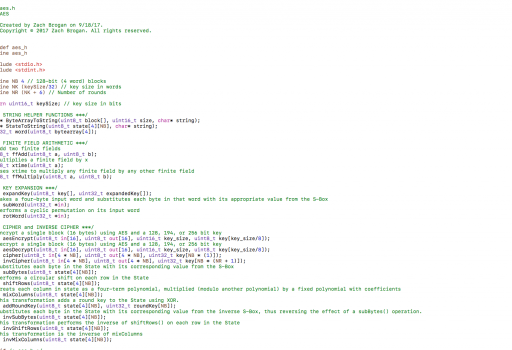 aes.h
AES
Created by Zach Brogan on 9/18/17.
Copyright © 2017 Zach Brogan. All rights reserved.
def aes_h
ine aes_h
lude <stdio.h>
lude <stdint.h>
ine NB 4 // 128-bit (4 word) blocks
ine NK (keySize/32) // key size in words
ine NR (NK + 6) // Number of rounds
rn uint16_t keySize; // key size in bits
STRING HELPER FUNCTIONS ***/
* ByteArrayToString(uint8_t block[], uint16_t size, char* string);
* StateToString(uint8_t state[4][NB], char* string);
32_t word(uint8_t bytearray[4]);
FINITE FIELD ARITHMETIC ***/
dd two finite fields
8_t ffAdd(uint8_t a, uint8_t b);
ultiplies a finite field by x
8_t xtime(uint8_t a);
ses xtime to multiply any finite field by any other finite field
8_t ffMultiply(uint8_t a, uint8_t b);
KEY EXPANSION ***/
expandKey(uint8_t key[], uint32_t expandedKey[]);
akes a four-byte input word and substitutes each byte in that word with its appropriate value from the S-Box
subWord(uint32_t *in);
erforms a cyclic permutation on its input word
rotWord(uint32_t *in);
CIPHER and INVERSE CIPHER ***/
ncrypt a single block (16 bytes) using AES and a 128, 194, or 256 bit key
aesEncrypt(uint8_t in[16], uint8_t out[16], uint16_t key_size, uint8_t key[key_size/8]);
ecrypt a single block (16 bytes) using AES and a 128, 194, or 256 bit key
aesDecrypt(uint8_t in[16], uint8_t out[16], uint16_t key_size, uint8_t key[key_size/8]);
cipher(uint8_t in[4 * NB], uint8_t out[4 * NB], uint32_t key[NB * (11)]);
invCipher(uint8_t in[4 * NB], uint8_t out[4 * NB], uint32_t key[NB * (NR + 1)]);
ubstitutes each byte in the State with its corresponding value from the S-Box
subBytes(uint8_t state[4][NB]);
erforms a circular shift on each row in the State
shiftRows(uint8_t state[4][NB]);
reats each column in state as a four-term polynomial, multiplied (modulo another polynomial) by a fixed polynomial with coefficients
mixColumns(uint8_t state[4][NB]);
his transformation adds a round key to the State using XOR.
addRoundKey(uint8_t state[4][NB], uint32_t roundKey[NB]);
ubstitutes each byte in the State with its corresponding value from the inverse S-Box, thus reversing the effect of a subBytes() operation.
invSubBytes(uint8_t state[4][NB]);
his transformation performs the inverse of shiftRows() on each row in the State
invShiftRows(uint8_t state[4][NB]);
his transformation is the inverse of mixColumns
invMixColumns(uint8_t state[4][NB]);